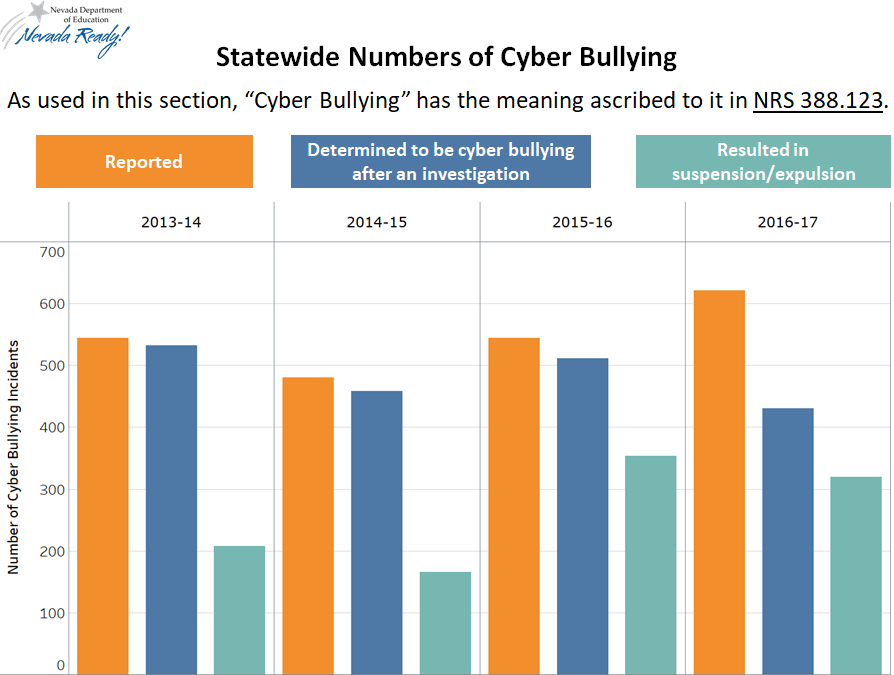 Nevada Department
of Education
Nevada Ready!
Statewide Numbers of Cyber Bullying
As used in this section, “Cyber Bullying” has the meaning ascribed to it in NRS 388.123.
Reported
Determined to be cyber bullying
after an investigation
Resulted in
suspension/expulsion
2013-14
2014-15
2015-16
2016-17
Number of Cyber Bullying Incidents
700
600
500
400
300
200
100
0